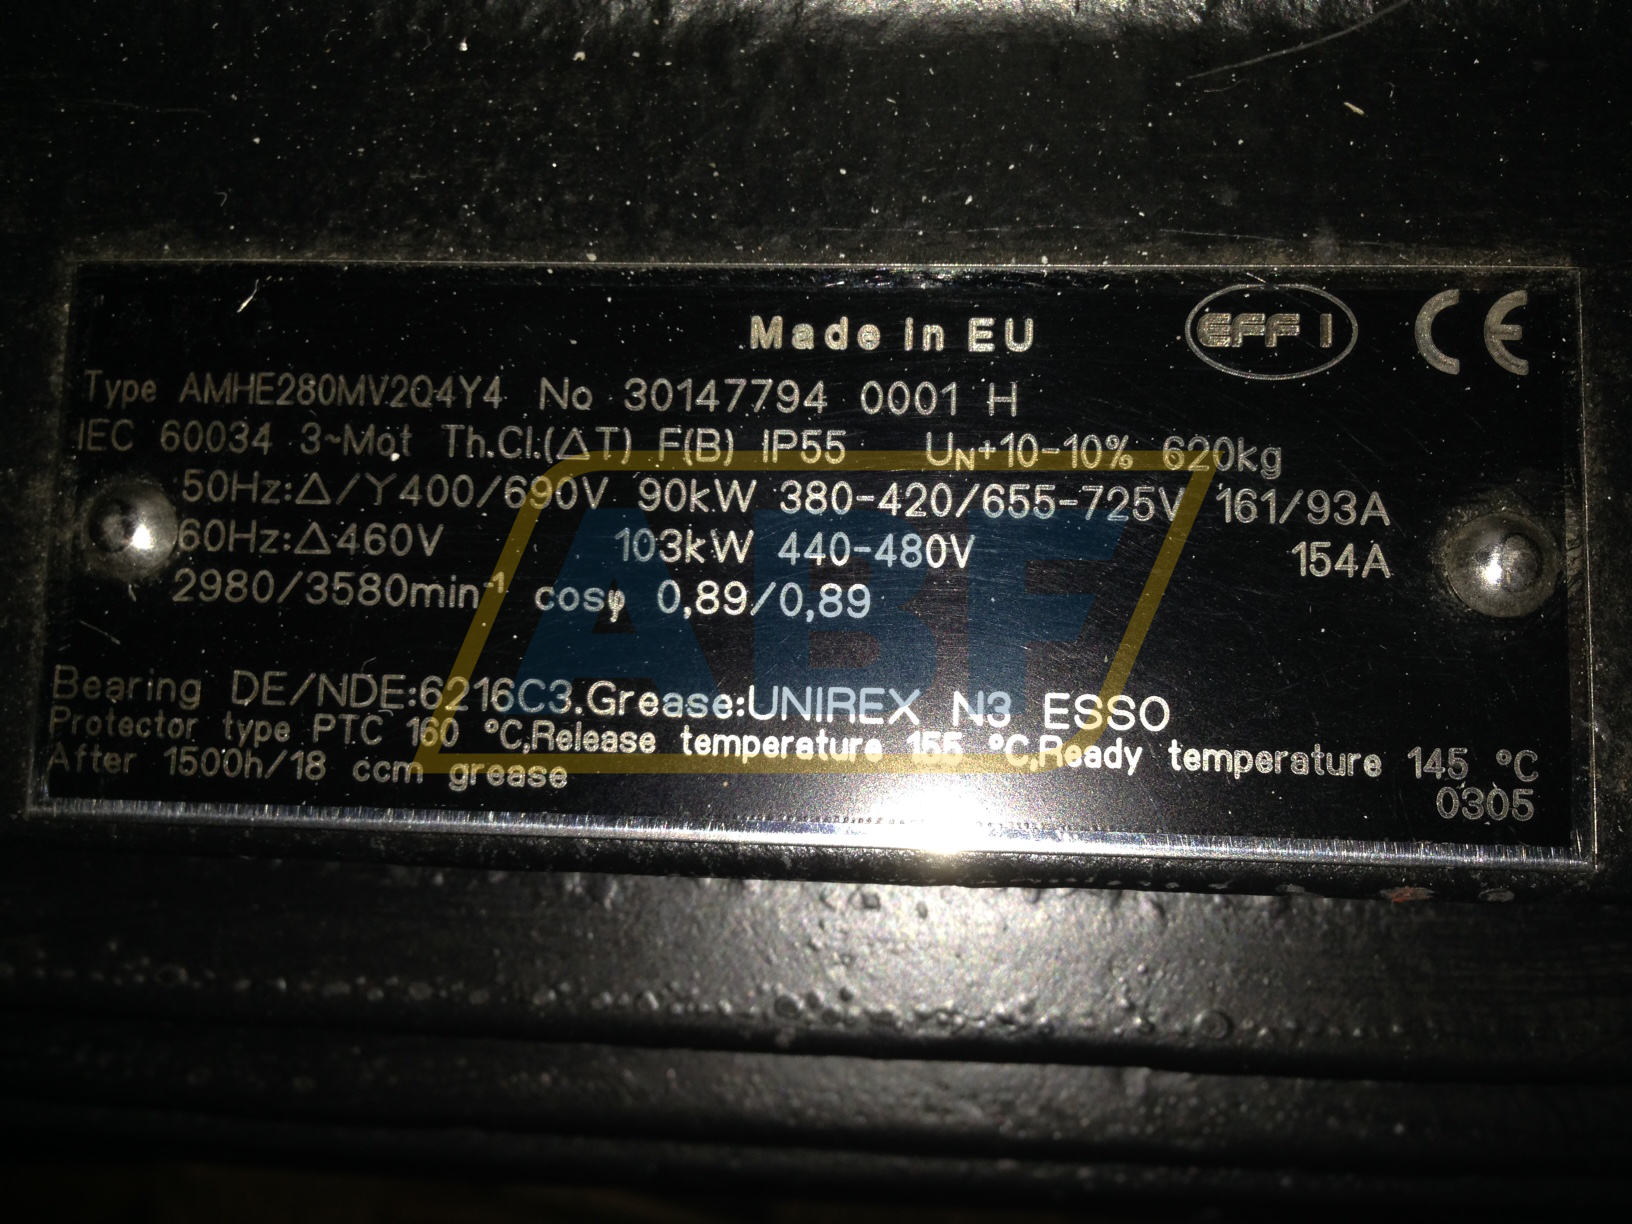 Made in EU
EFF 1
CE
Type AMHE280MV2Q4Y4 No 30147794 0001 H
IEC 60034 3~Mot Th.Cl.(ΔT) F(B) IP55 UN+10-10% 620kg
50Hz:Δ/Y400/690V 90kW 380-420/655-725V 161/93A
60Hz:Δ460V 103kW 440-480V 154A
2980/3580min⁻¹ cosφ 0,89/0,89
Bearing DE/NDE:6216C3.Grease:UNIREX N3 ESSO
Protector type PTC 160 °C,Release temperature 155 °C,Ready temperature 145 °C
After 1500h/18 ccm grease
0305
ABF